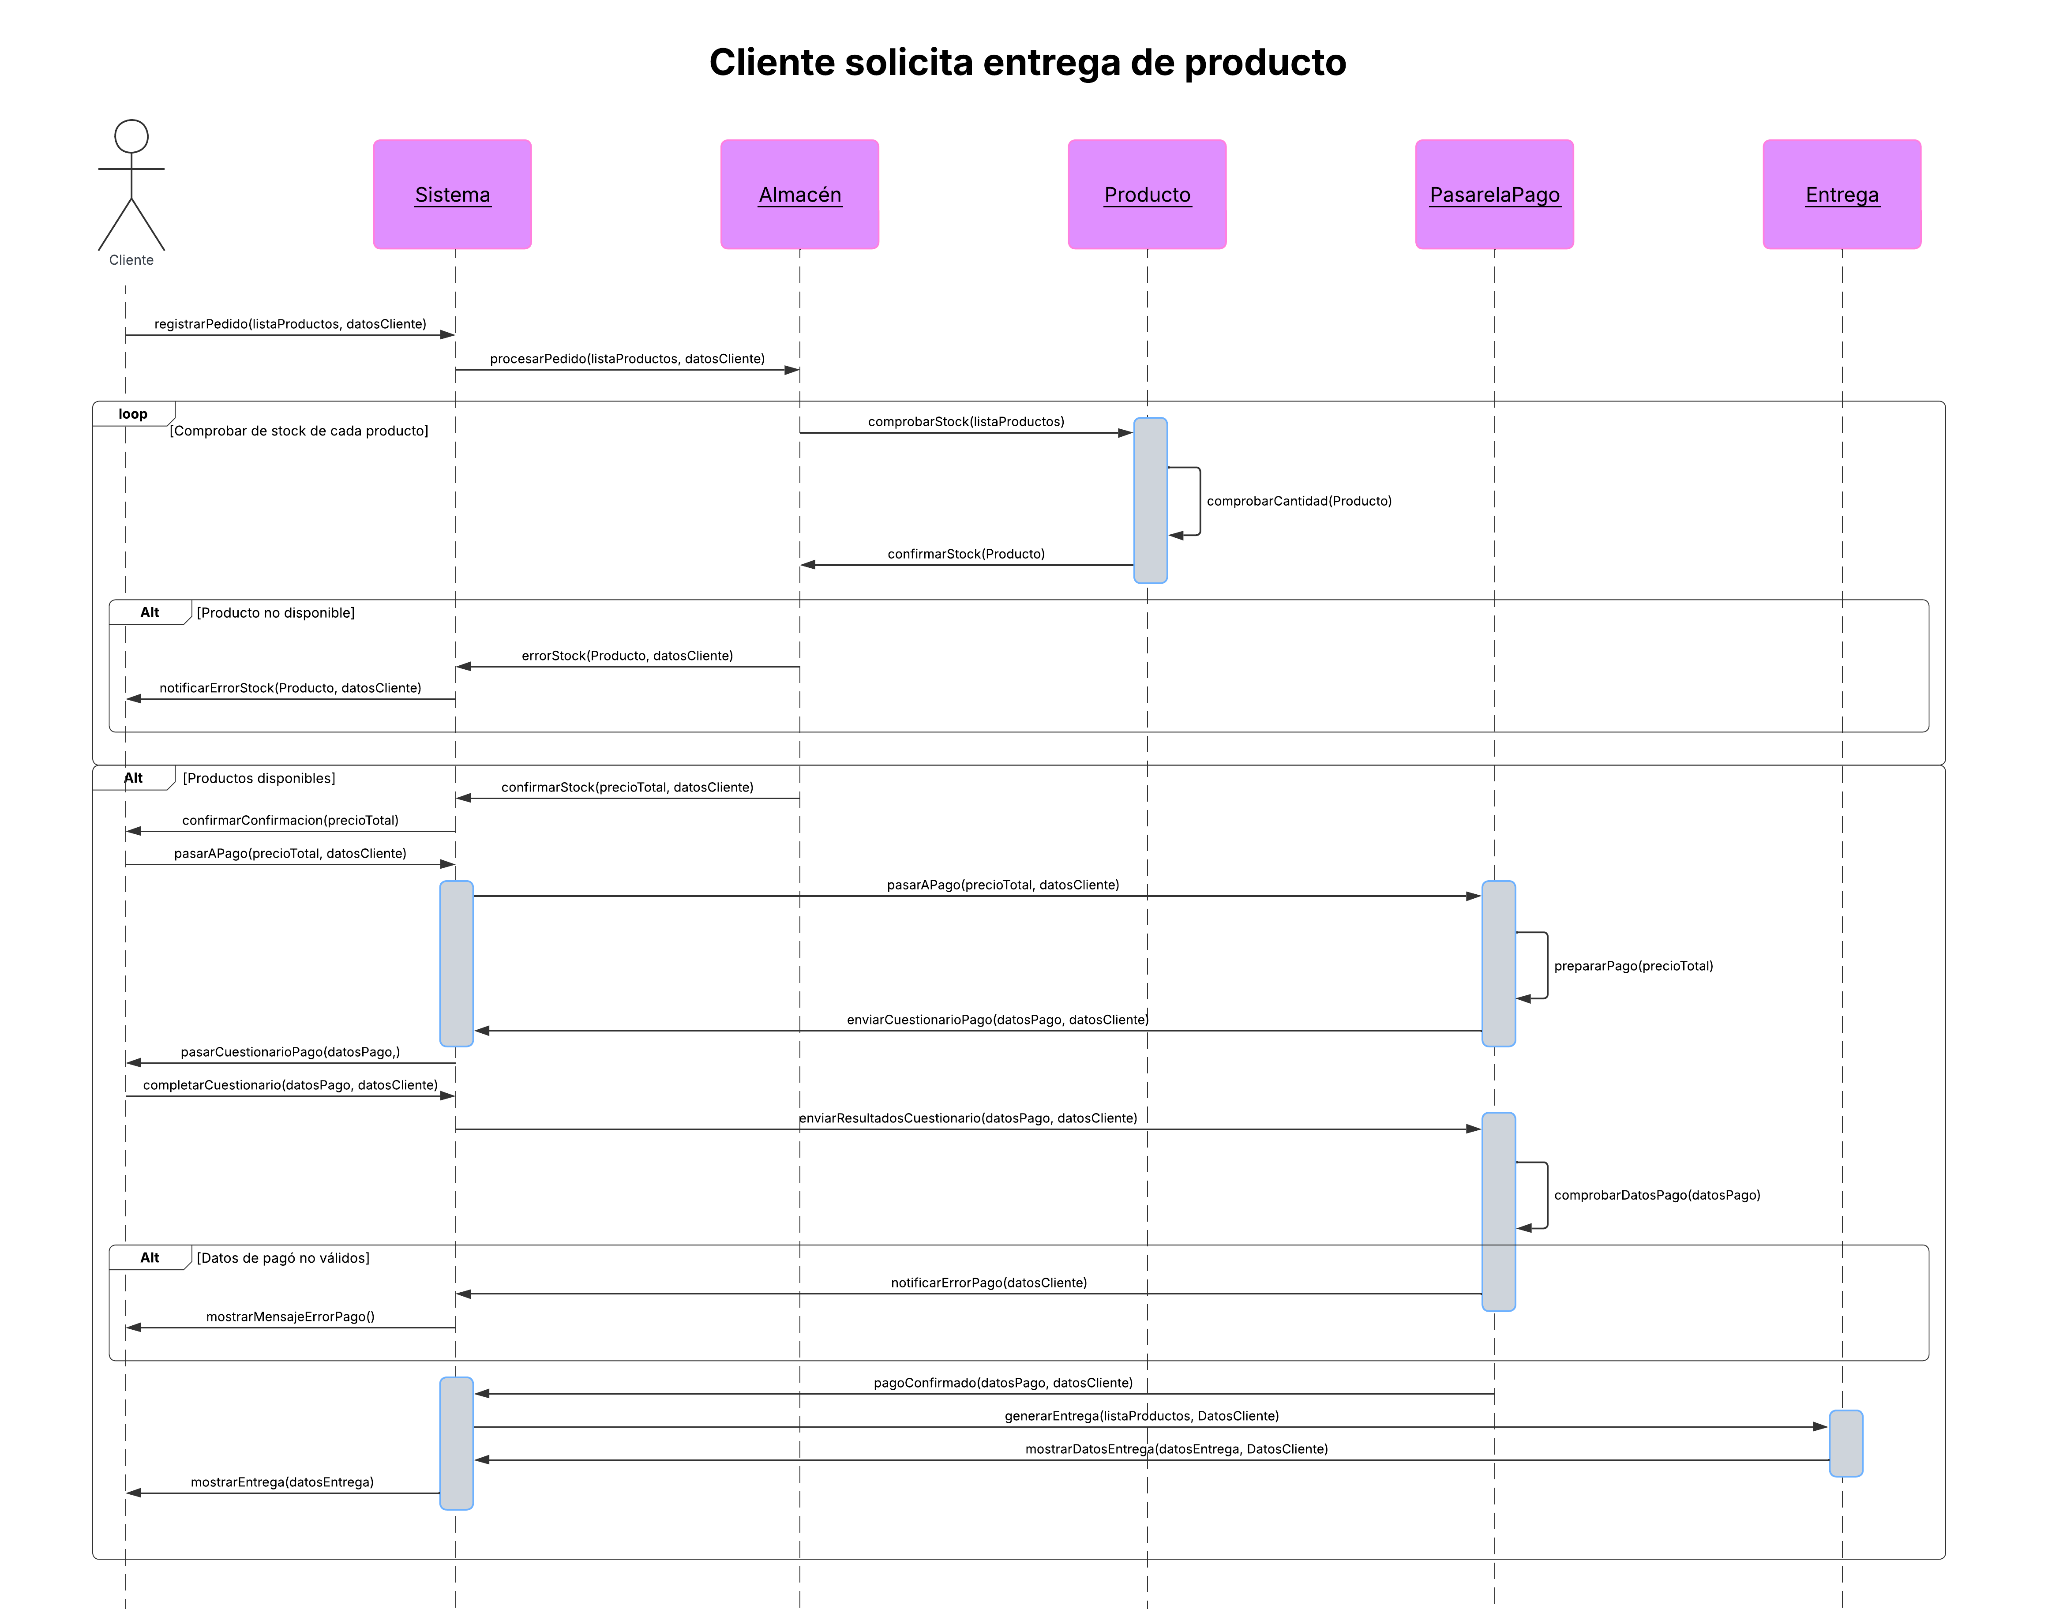 Cliente solicita entrega de producto
Cliente
Sistema
Almacén
Producto
PasarelaPago
Entrega
registrarPedido(listaProductos, datosCliente)
procesarPedido(listaProductos, datosCliente)
loop
[Comprobar de stock de cada producto]
comprobarStock(listaProductos)
comprobarCantidad(Producto)
confirmarStock(Producto)
Alt
[Producto no disponible]
errorStock(Producto, datosCliente)
notificarErrorStock(Producto, datosCliente)
Alt
[Productos disponibles]
confirmarStock(precioTotal, datosCliente)
confirmarConfirmacion(precioTotal)
pasarAPago(precioTotal, datosCliente)
pasarAPago(precioTotal, datosCliente)
prepararPago(precioTotal)
enviarCuestionarioPago(datosPago, datosCliente)
pasarCuestionarioPago(datosPago,)
completarCuestionario(datosPago, datosCliente)
enviarResultadosCuestionario(datosPago, datosCliente)
comprobarDatosPago(datosPago)
Alt
[Datos de pagó no válidos]
notificarErrorPago(datosCliente)
mostrarMensajeErrorPago()
pagoConfirmado(datosPago, datosCliente)
generarEntrega(listaProductos, DatosCliente)
mostrarDatosEntrega(datosEntrega, DatosCliente)
mostrarEntrega(datosEntrega)